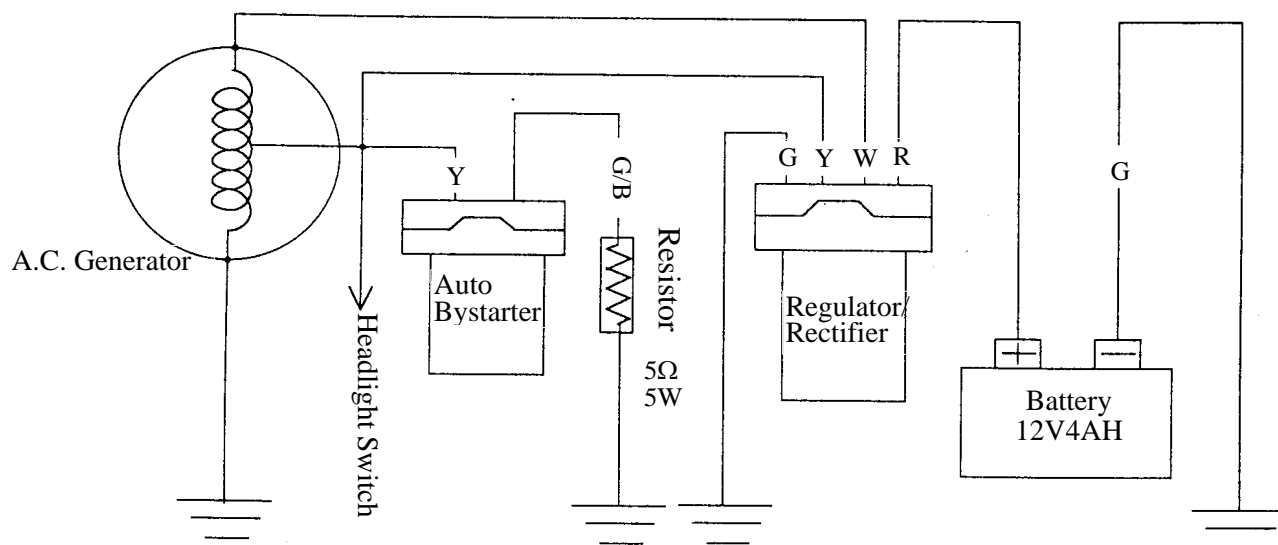 G Y W R
G
Y
G/B
A.C. Generator
Auto
Bystarter
Resistor
5Ω
5W
Headlight Switch
Regulator/
Rectifier
Battery
12V4AH